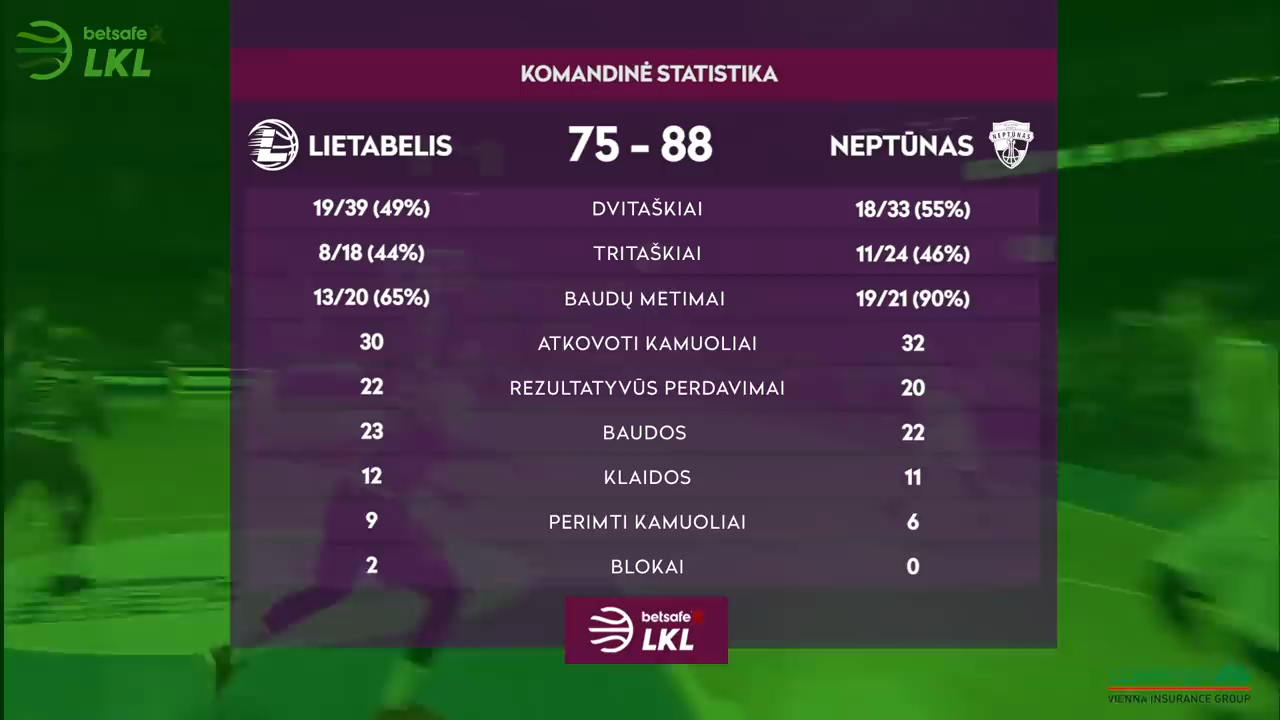 betsafe
LKL
KOMANDINĖ STATISTIKA
LIETABELIS 75 - 88 NEPTŪNAS
NEPTŪNAS
19/39 (49%) DVITAŠKIAI 18/33 (55%)
8/18 (44%) TRITAŠKIAI 11/24 (46%)
13/20 (65%) BAUDŲ METIMAI 19/21 (90%)
30 ATKOVOTI KAMUOLIAI 32
22 REZULTATYVŪS PERDAVIMAI 20
23 BAUDOS 22
12 KLAIDOS 11
9 PERIMTI KAMUOLIAI 6
2 BLOKAI 0
betsafe
LKL
VIENNA INSURANCE GROUP